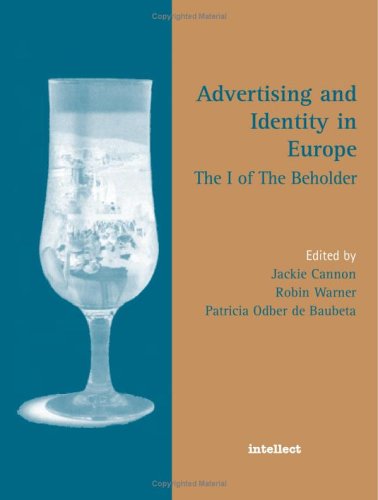 Copyrighted Material
Advertising and
Identity in
Europe
The I of The Beholder
Edited by
Jackie Cannon
Robin Warner
Patricia Odber de Baubeta
intellect
Copyrighted Material